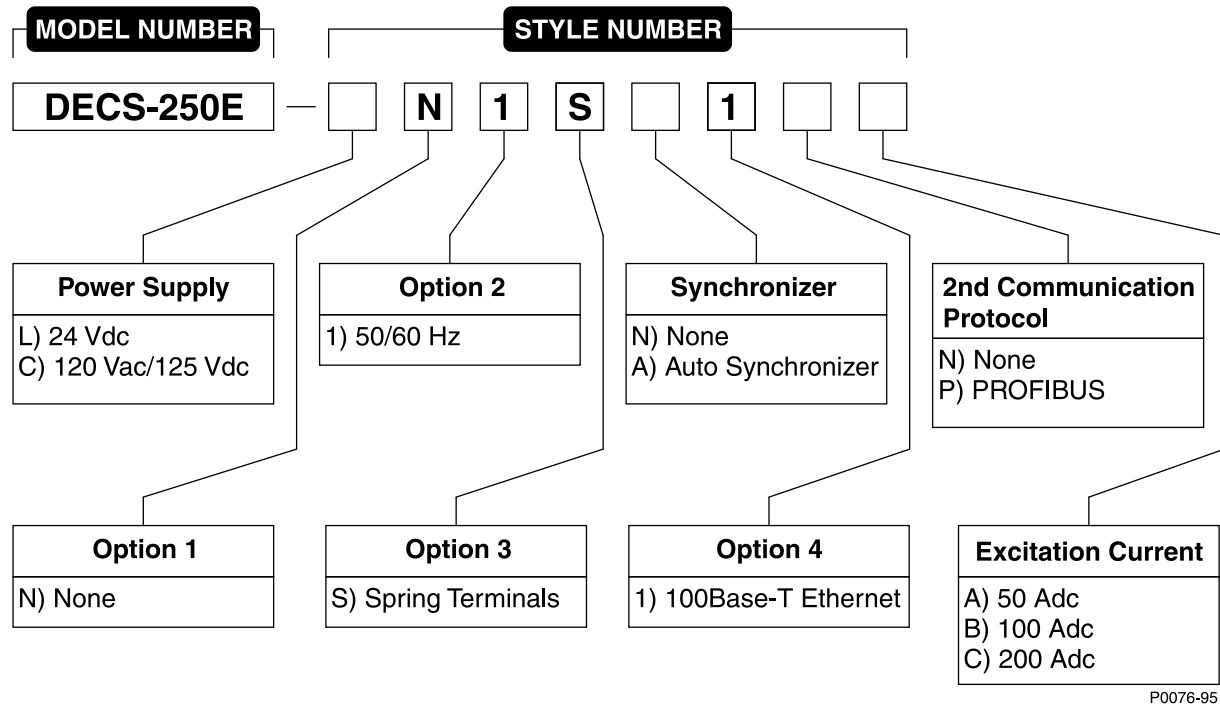 MODEL NUMBER
STYLE NUMBER
DECS-250E — N 1 S 1
Power Supply
L) 24 Vdc
C) 120 Vac/125 Vdc
Option 2
1) 50/60 Hz
Synchronizer
N) None
A) Auto Synchronizer
2nd Communication
Protocol
N) None
P) PROFIBUS
Option 1
N) None
Option 3
S) Spring Terminals
Option 4
1) 100Base-T Ethernet
Excitation Current
A) 50 Adc
B) 100 Adc
C) 200 Adc
P0076-95